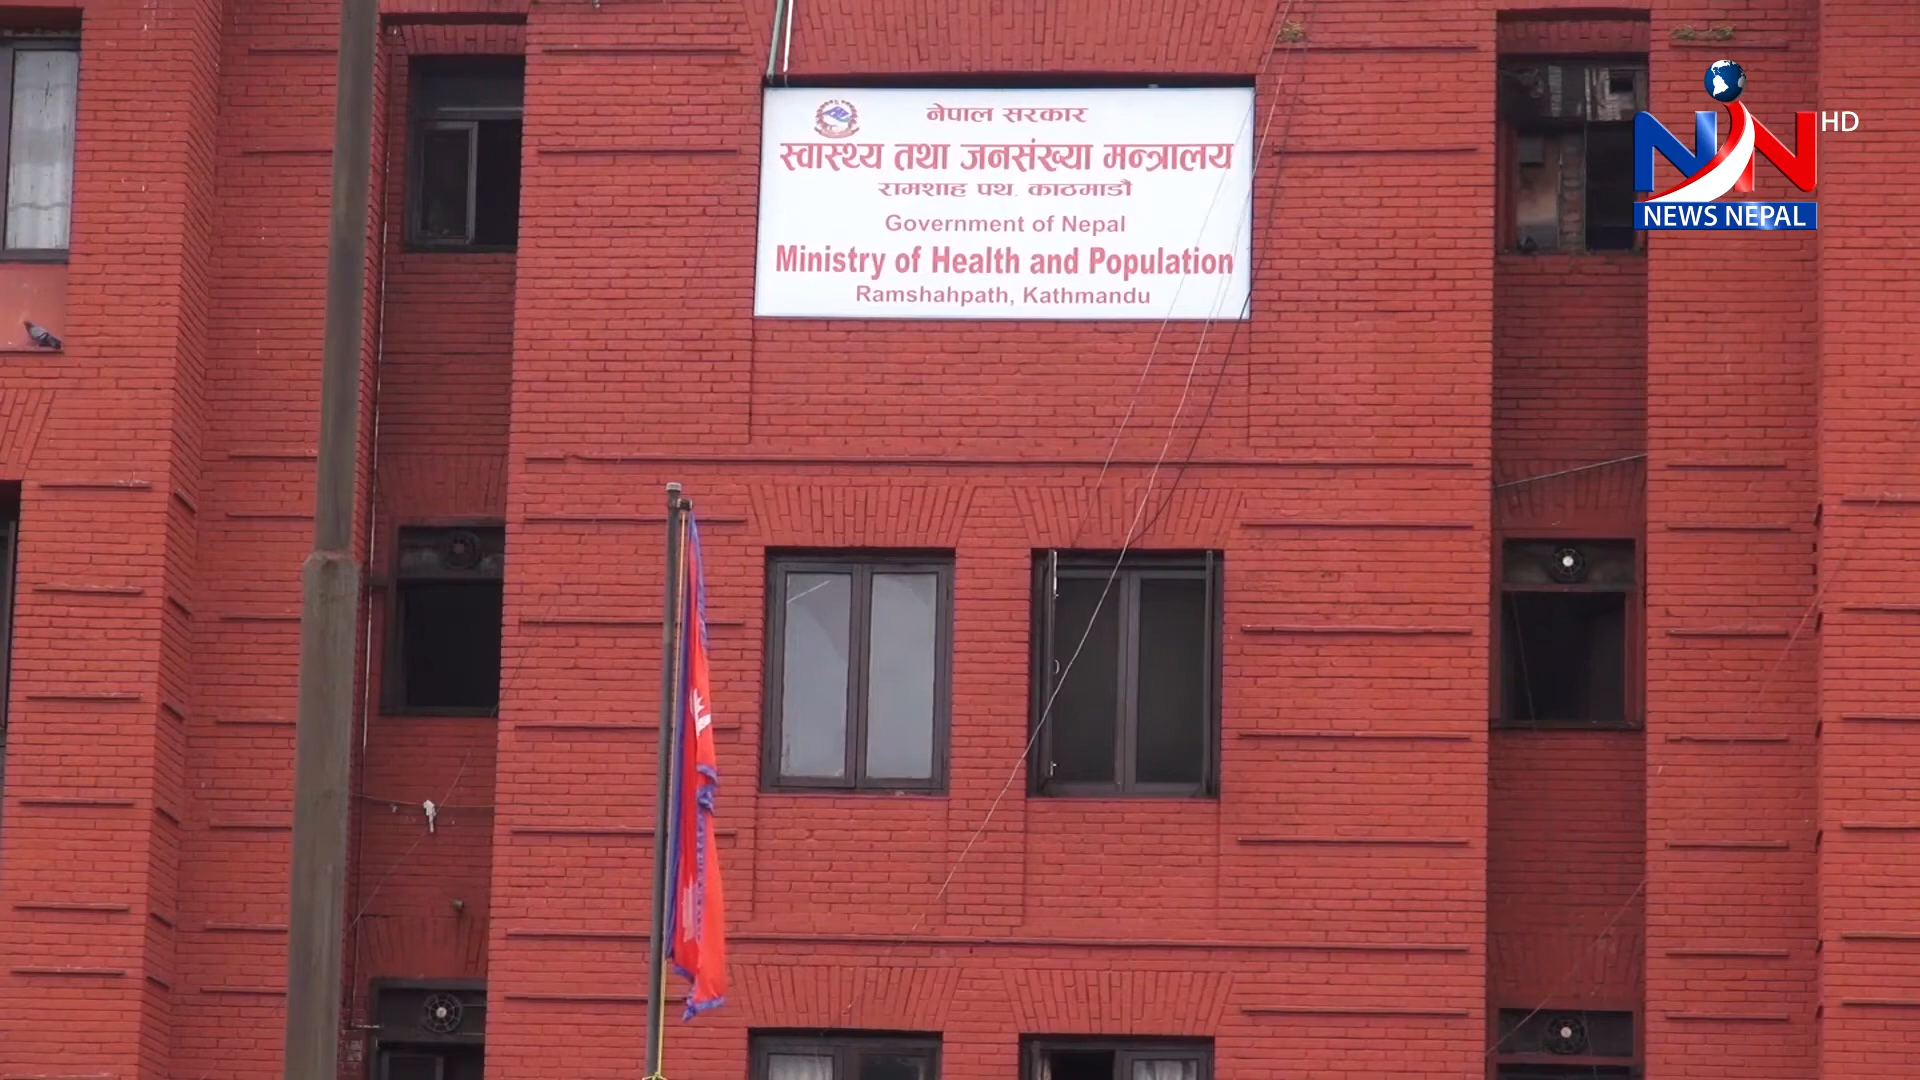 नेपाल सरकार
स्वास्थ्य तथा जनसंख्या मन्त्रालय
रामशाह पथ, काठमाडौं
Government of Nepal
Ministry of Health and Population
Ramshahpath, Kathmandu
NN HD
NEWS NEPAL